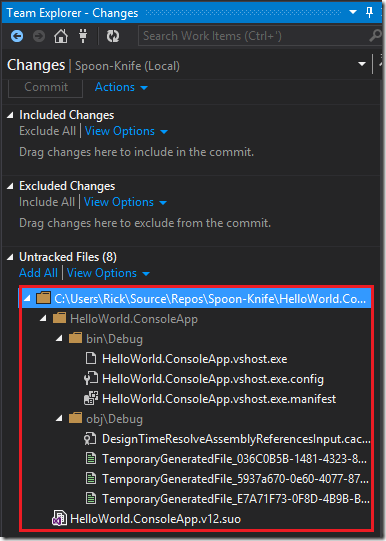 Team Explorer - Changes
Search Work Items (Ctrl+')
Changes | Spoon-Knife (Local)
Commit Actions
Included Changes
Exclude All | View Options
Drag changes here to include in the commit.
Excluded Changes
Include All | View Options
Drag changes here to exclude from the commit.
Untracked Files (8)
Add All | View Options
C:\Users\Rick\Source\Repos\Spoon-Knife\HelloWorld.Co...
HelloWorld.ConsoleApp
bin\Debug
HelloWorld.ConsoleApp.vshost.exe
HelloWorld.ConsoleApp.vshost.exe.config
HelloWorld.ConsoleApp.vshost.exe.manifest
obj\Debug
DesignTimeResolveAssemblyReferencesInput.cac...
TemporaryGeneratedFile_036C0B5B-1481-4323-8...
TemporaryGeneratedFile_5937a670-0e60-4077-87...
TemporaryGeneratedFile_E7A71F73-0F8D-4B9B-B...
HelloWorld.ConsoleApp.v12.suo